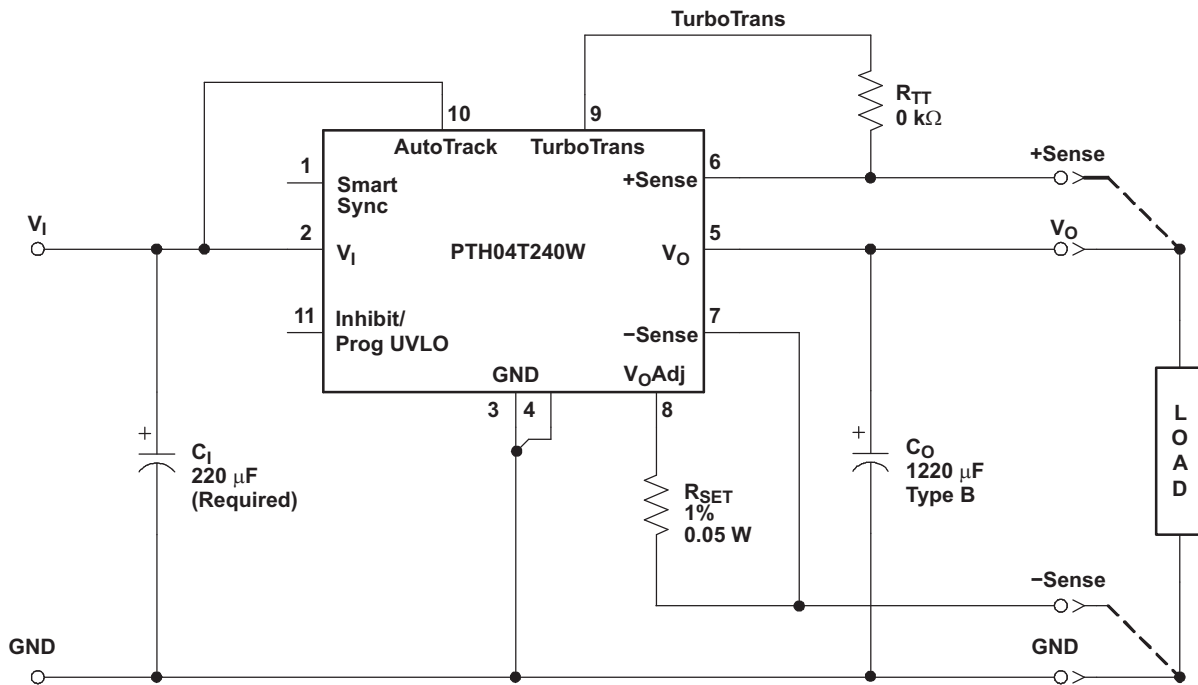 TurboTrans
10
9
AutoTrack
TurboTrans
R_TT
0 kΩ
1
Smart
Sync
6
+Sense
+Sense
V_I
2
V_I
PTH04T240W
5
V_O
V_O
11
Inhibit/
Prog UVLO
7
−Sense
GND
V_OAdj
3
4
8
+
C_I
220 μF
(Required)
R_SET
1%
0.05 W
+
C_O
1220 μF
Type B
L
O
A
D
−Sense
GND
GND